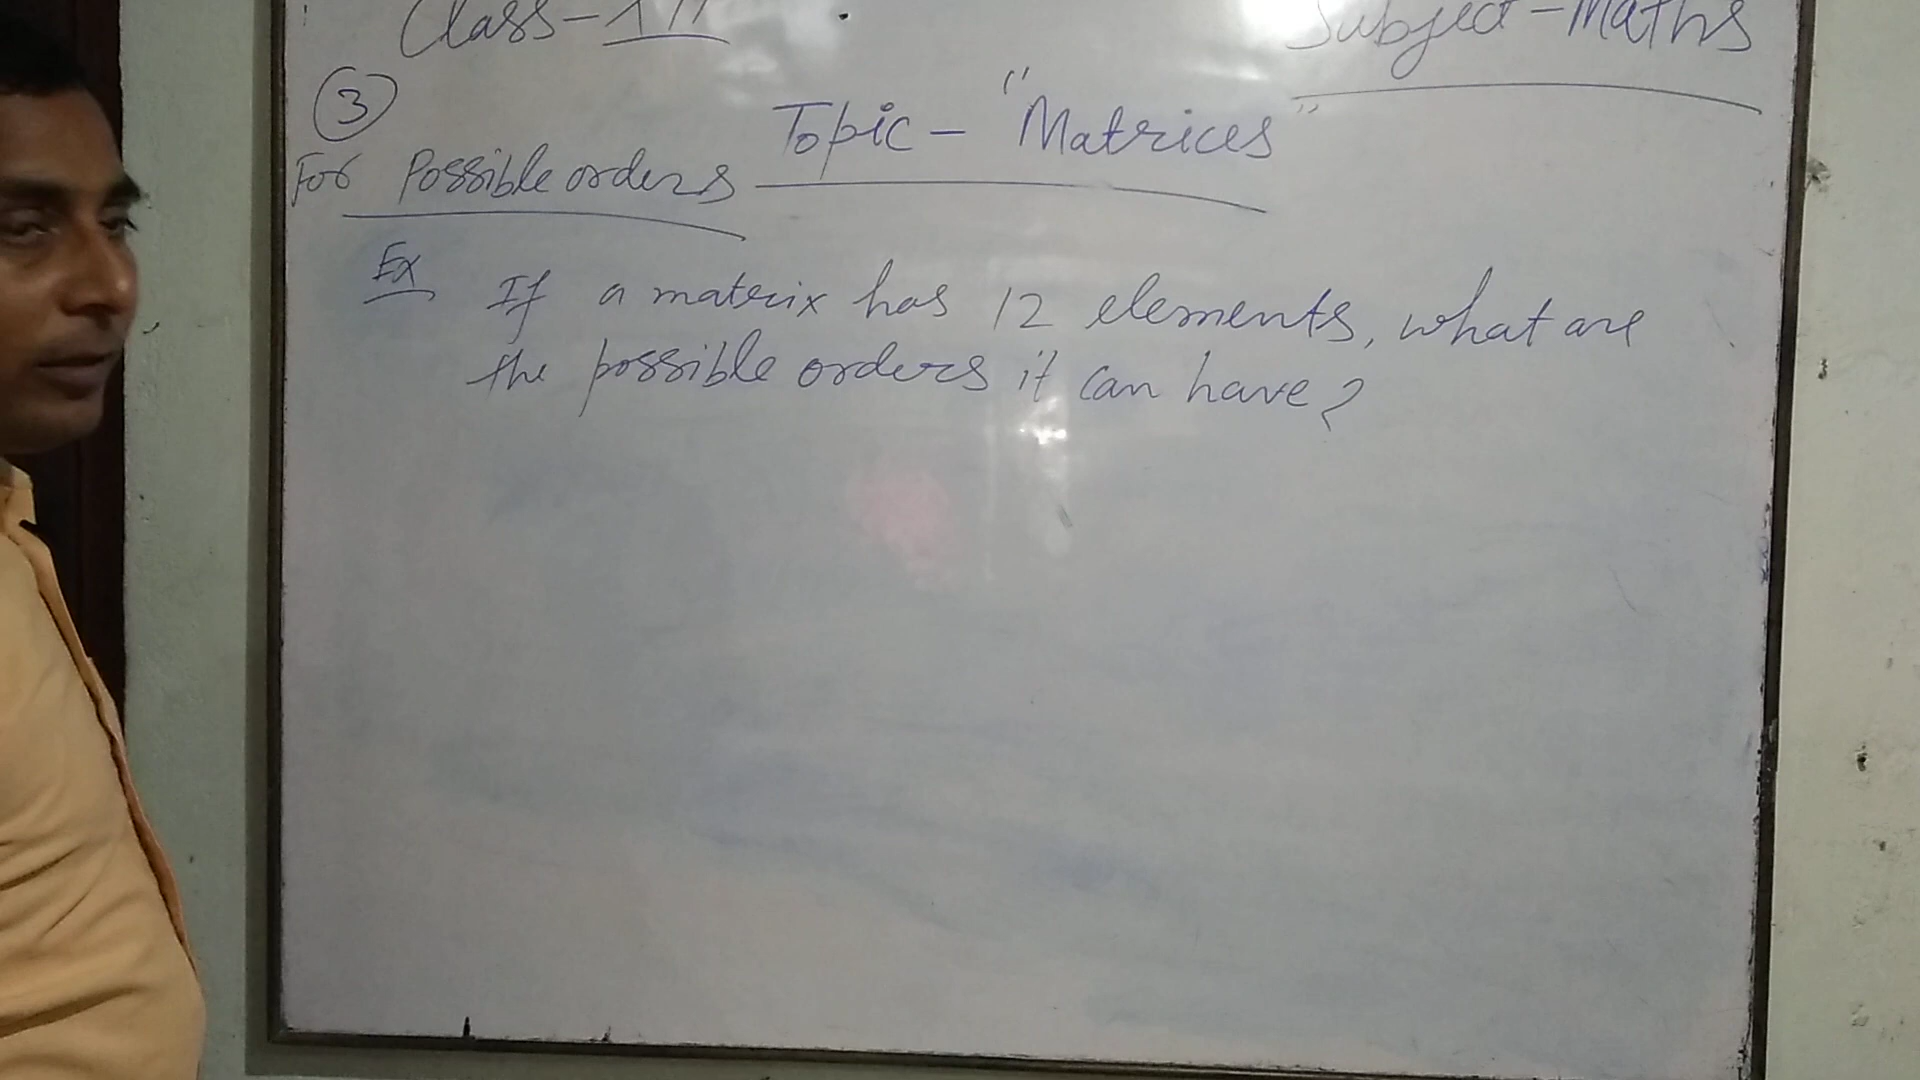 Class - XII
Subject - Maths
3
Topic - "Matrices"
For Possible orders
Ex If a matrix has 12 elements, what are
the possible orders it can have?